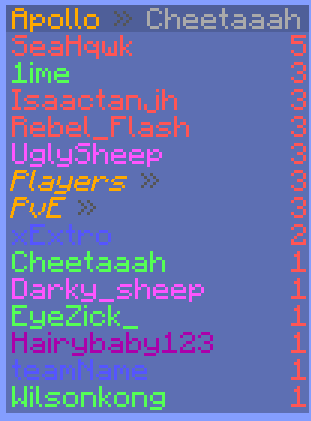 Apollo » Cheetaaah
SeaHqwk 5
1ime 3
Isaactanjh 3
Rebel_Flash 3
UglySheep 3
Players » 3
PvE » 3
xExtro 2
Cheetaaah 1
Darky_sheep 1
EyeZick_ 1
Hairybaby123 1
teamName 1
Wilsonkong 1